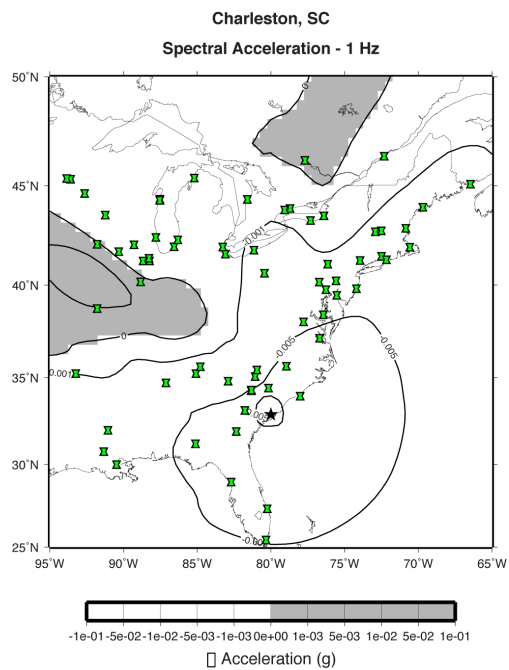 Charleston, SC
Spectral Acceleration - 1 Hz
50˚N
0
45˚N
-0.001
40˚N
0
-0.005
-0.005
0.001
35˚N
30˚N
25˚N
95˚W 90˚W 85˚W 80˚W 75˚W 70˚W 65˚W
-1e-01 -5e-02 -1e-02 -5e-03 -1e-03 0e+00 1e-03 5e-03 1e-02 5e-02 1e-01
Acceleration (g)